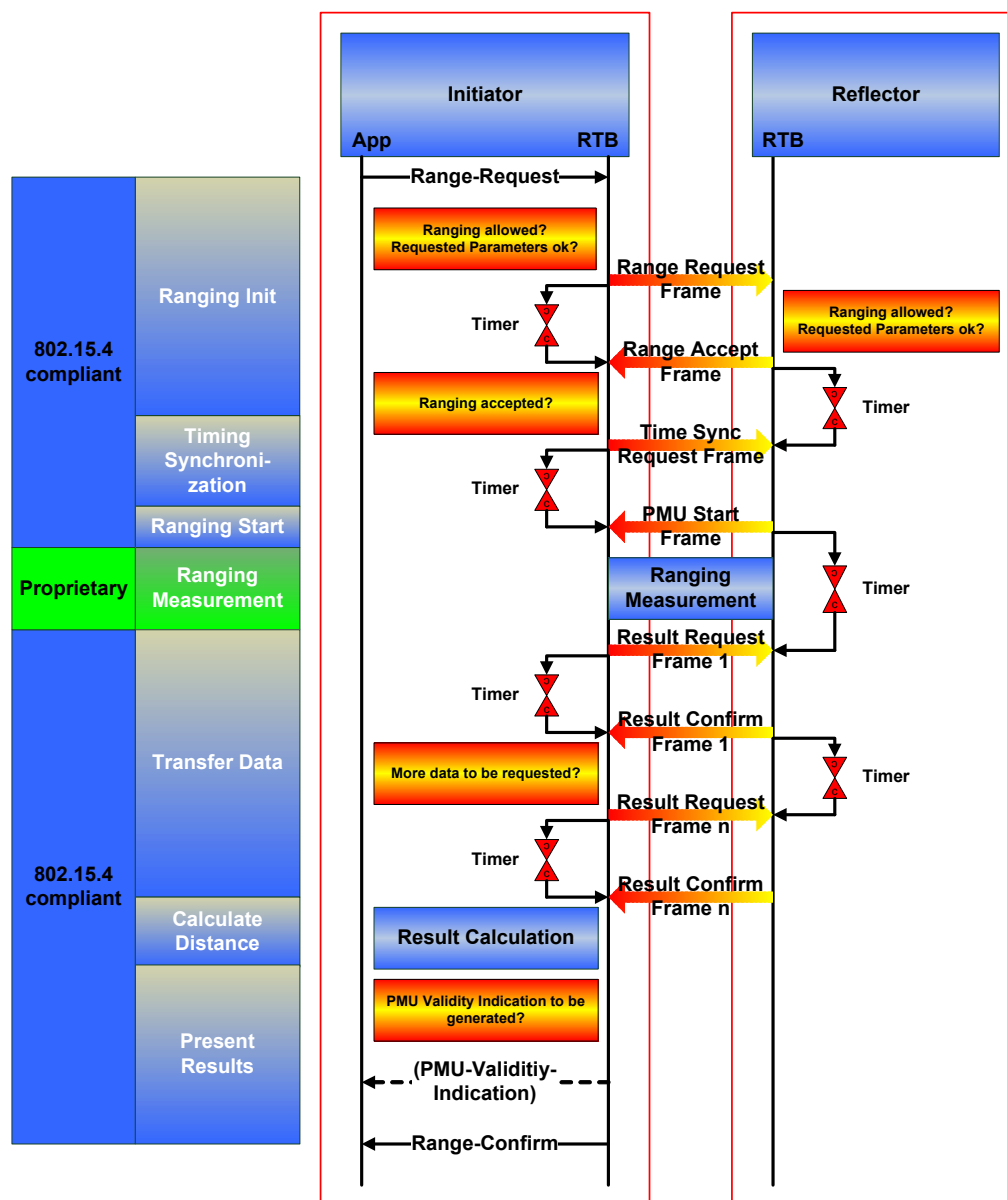 Initiator
App
RTB
Reflector
RTB
802.15.4
compliant
Proprietary
802.15.4
compliant
Ranging Init
Timing
Synchroni-
zation
Ranging Start
Ranging
Measurement
Transfer Data
Calculate
Distance
Present
Results
Range-Request
Ranging allowed?
Requested Parameters ok?
Range Request
Frame
Timer
Ranging allowed?
Requested Parameters ok?
Range Accept
Frame
Ranging accepted?
Timer
Time Sync
Request Frame
Timer
PMU Start
Frame
Ranging
Measurement
Timer
Result Request
Frame 1
Timer
Result Confirm
Frame 1
More data to be requested?
Timer
Result Request
Frame n
Timer
Result Confirm
Frame n
Result Calculation
PMU Validity Indication to be
generated?
(PMU-Validitiy-
Indication)
Range-Confirm